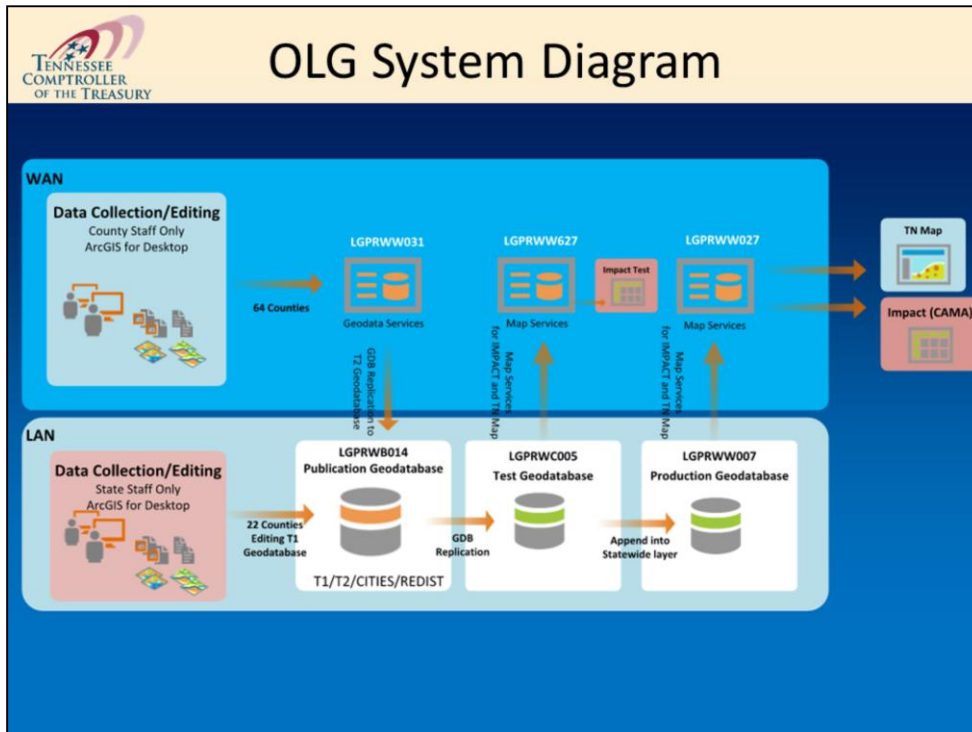 TENNESSEE
COMPTROLLER
OF THE TREASURY
OLG System Diagram
WAN
Data Collection/Editing
County Staff Only
ArcGIS for Desktop
64 Counties
LGPRWW031
Geodata Services
LGPRWW627
Map Services
Impact Test
LGPRWW027
Map Services
TN Map
Impact (CAMA)
GDB Replication to
T2 Geodatabase
Map Services
for IMPACT and TN Map
Map Services
for IMPACT and TN Map
LAN
Data Collection/Editing
State Staff Only
ArcGIS for Desktop
22 Counties
Editing T1
Geodatabase
LGPRWB014
Publication Geodatabase
T1/T2/CITIES/REDIST
GDB
Replication
LGPRWC005
Test Geodatabase
Append into
Statewide layer
LGPRWW007
Production Geodatabase